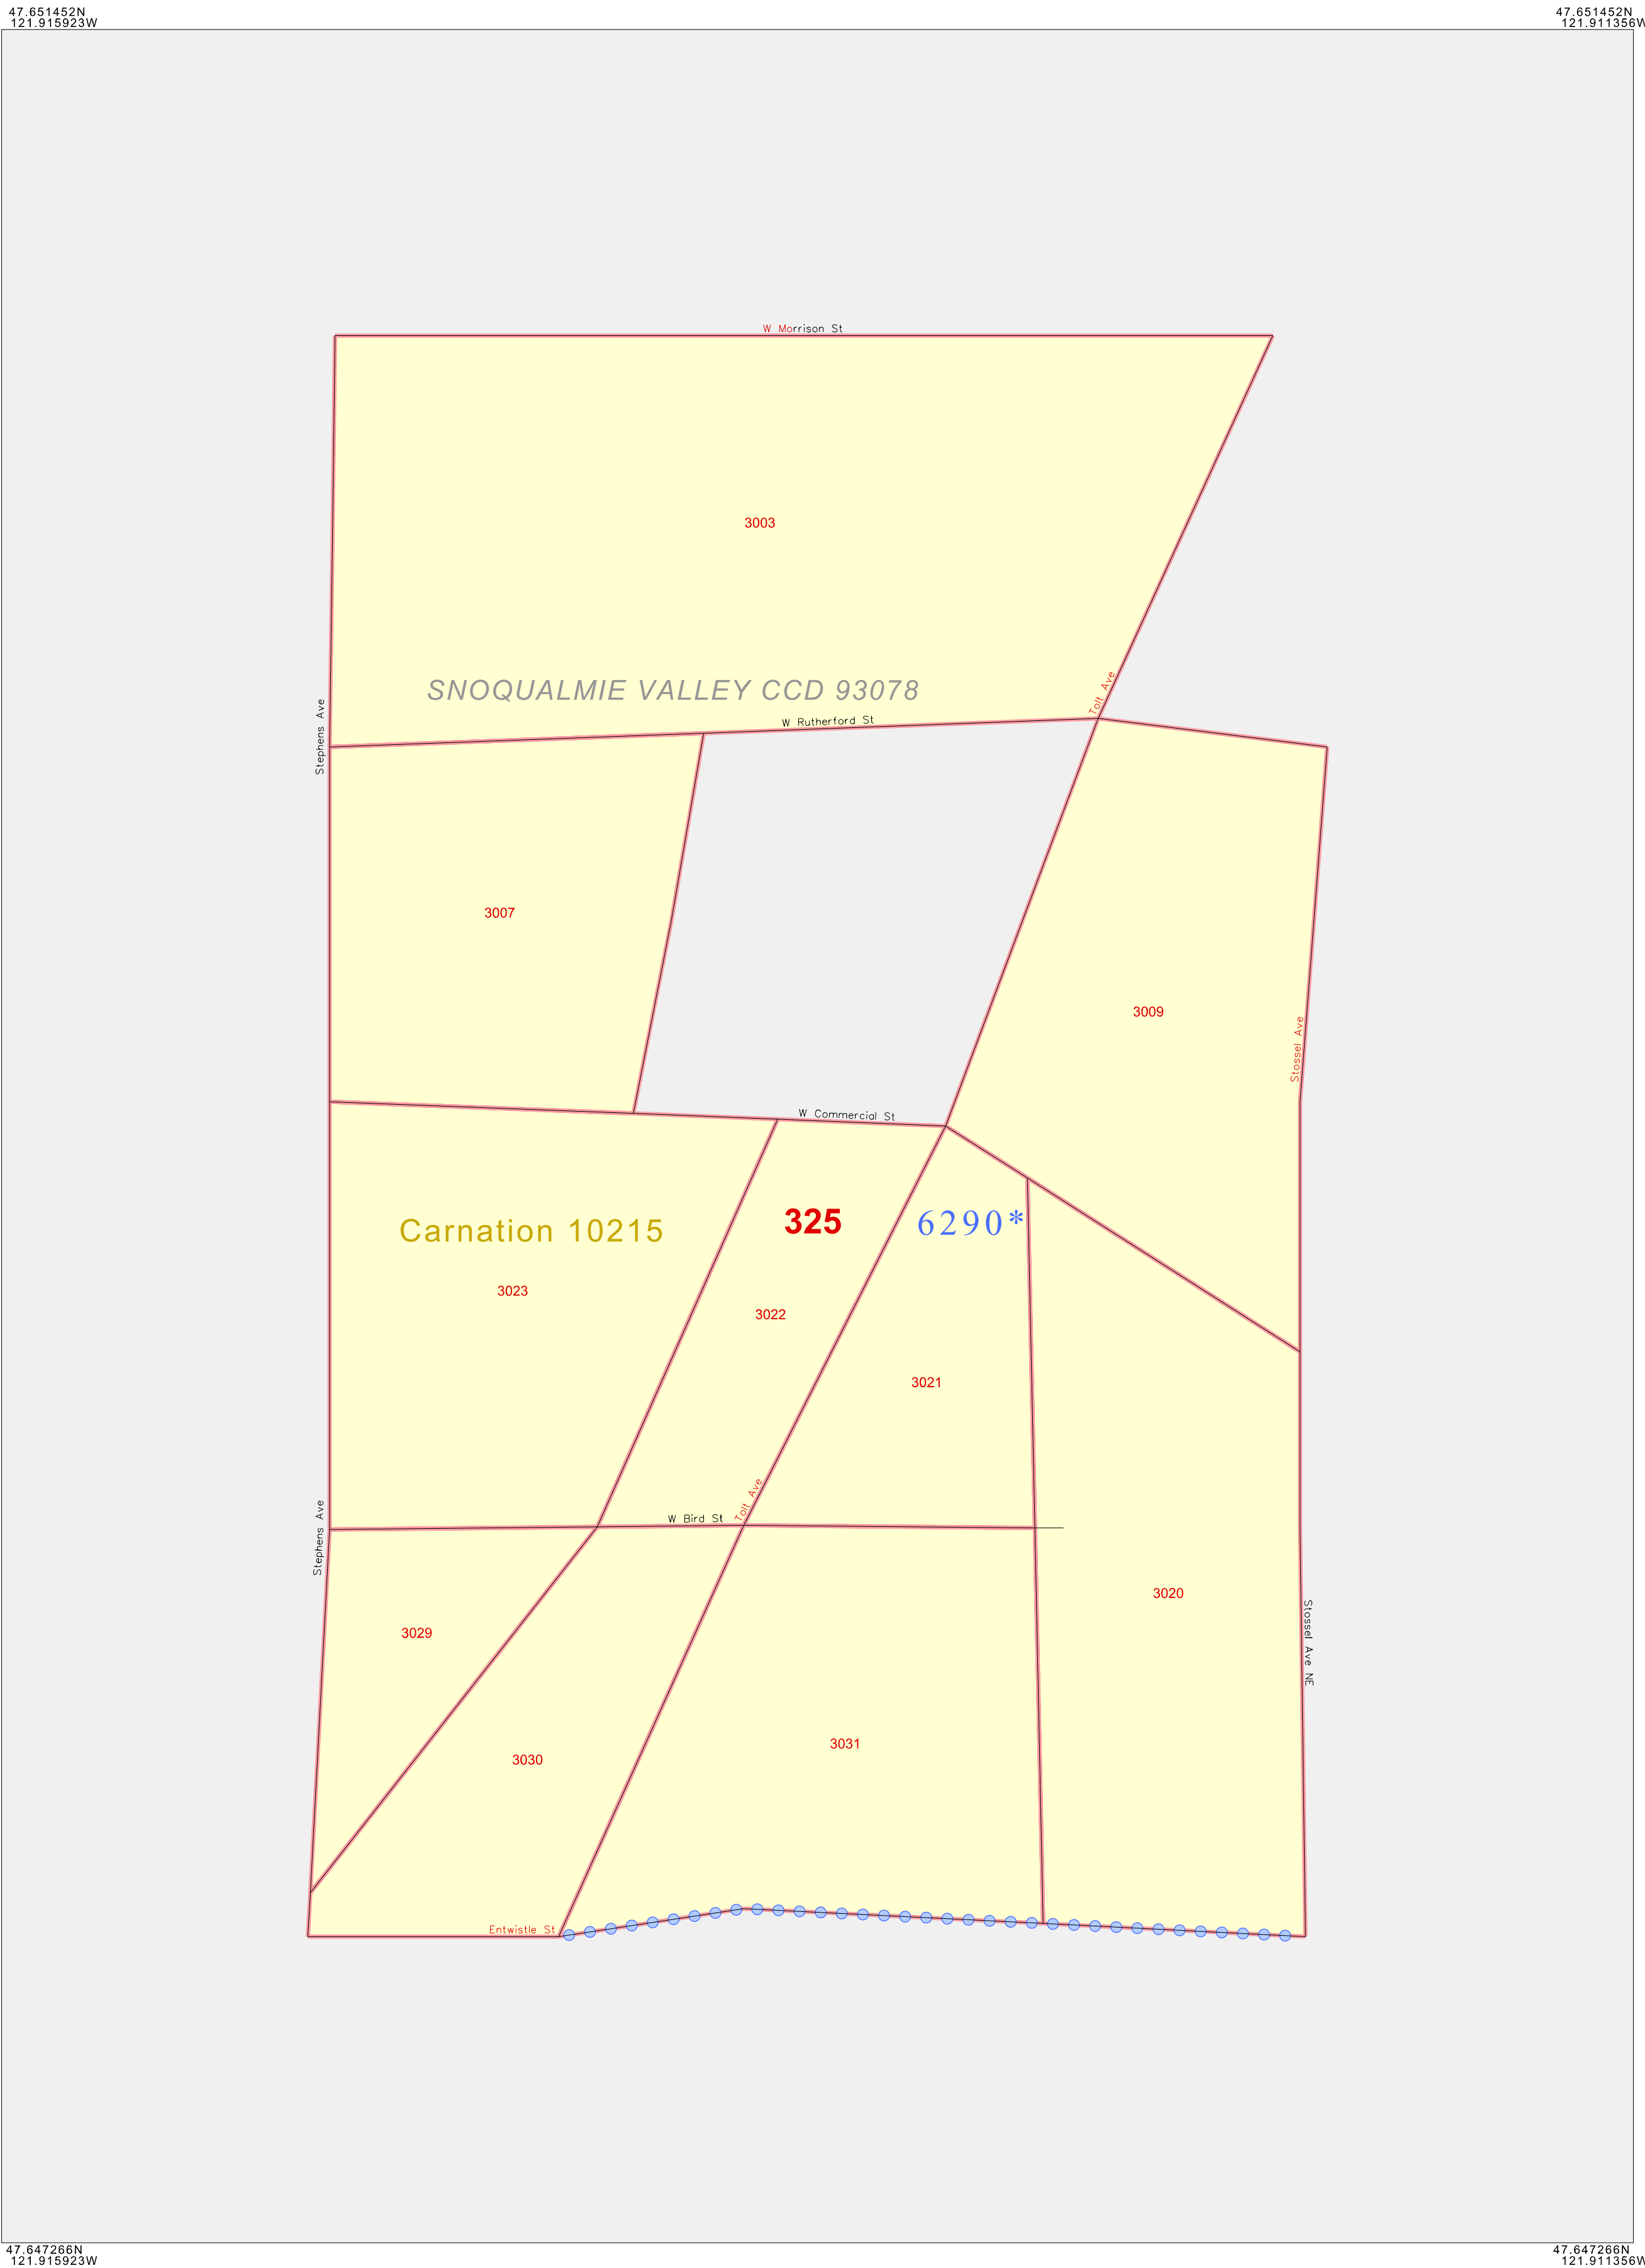 47.651452N
121.915923W
47.651452N
121.911356W
W Morrison St
3003
SNOQUALMIE VALLEY CCD 93078
Tolt Ave
W Rutherford St
Stephens Ave
3007
3009
Stossel Ave
W Commercial St
325
6290*
Carnation 10215
3023
3022
3021
Tolt Ave
W Bird St
Stephens Ave
3020
3029
Stossel Ave NE
3031
3030
Entwistle St
47.647266N
121.915923W
47.647266N
121.911356W